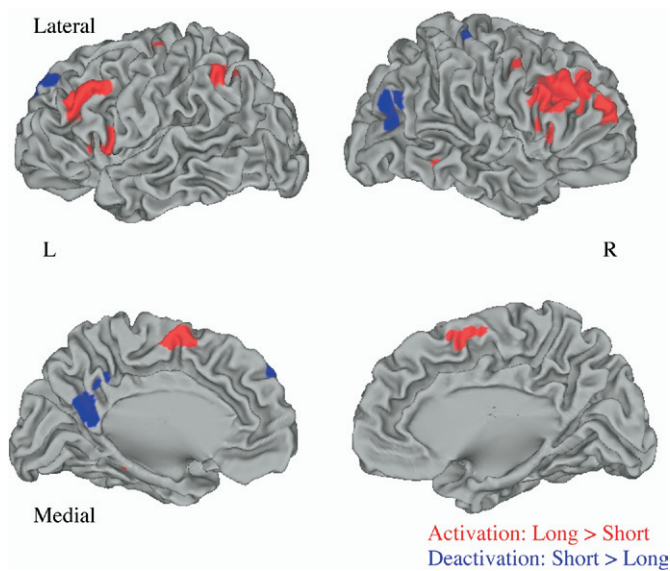 Lateral
L
R
Medial
Activation: Long > Short
Deactivation: Short > Long